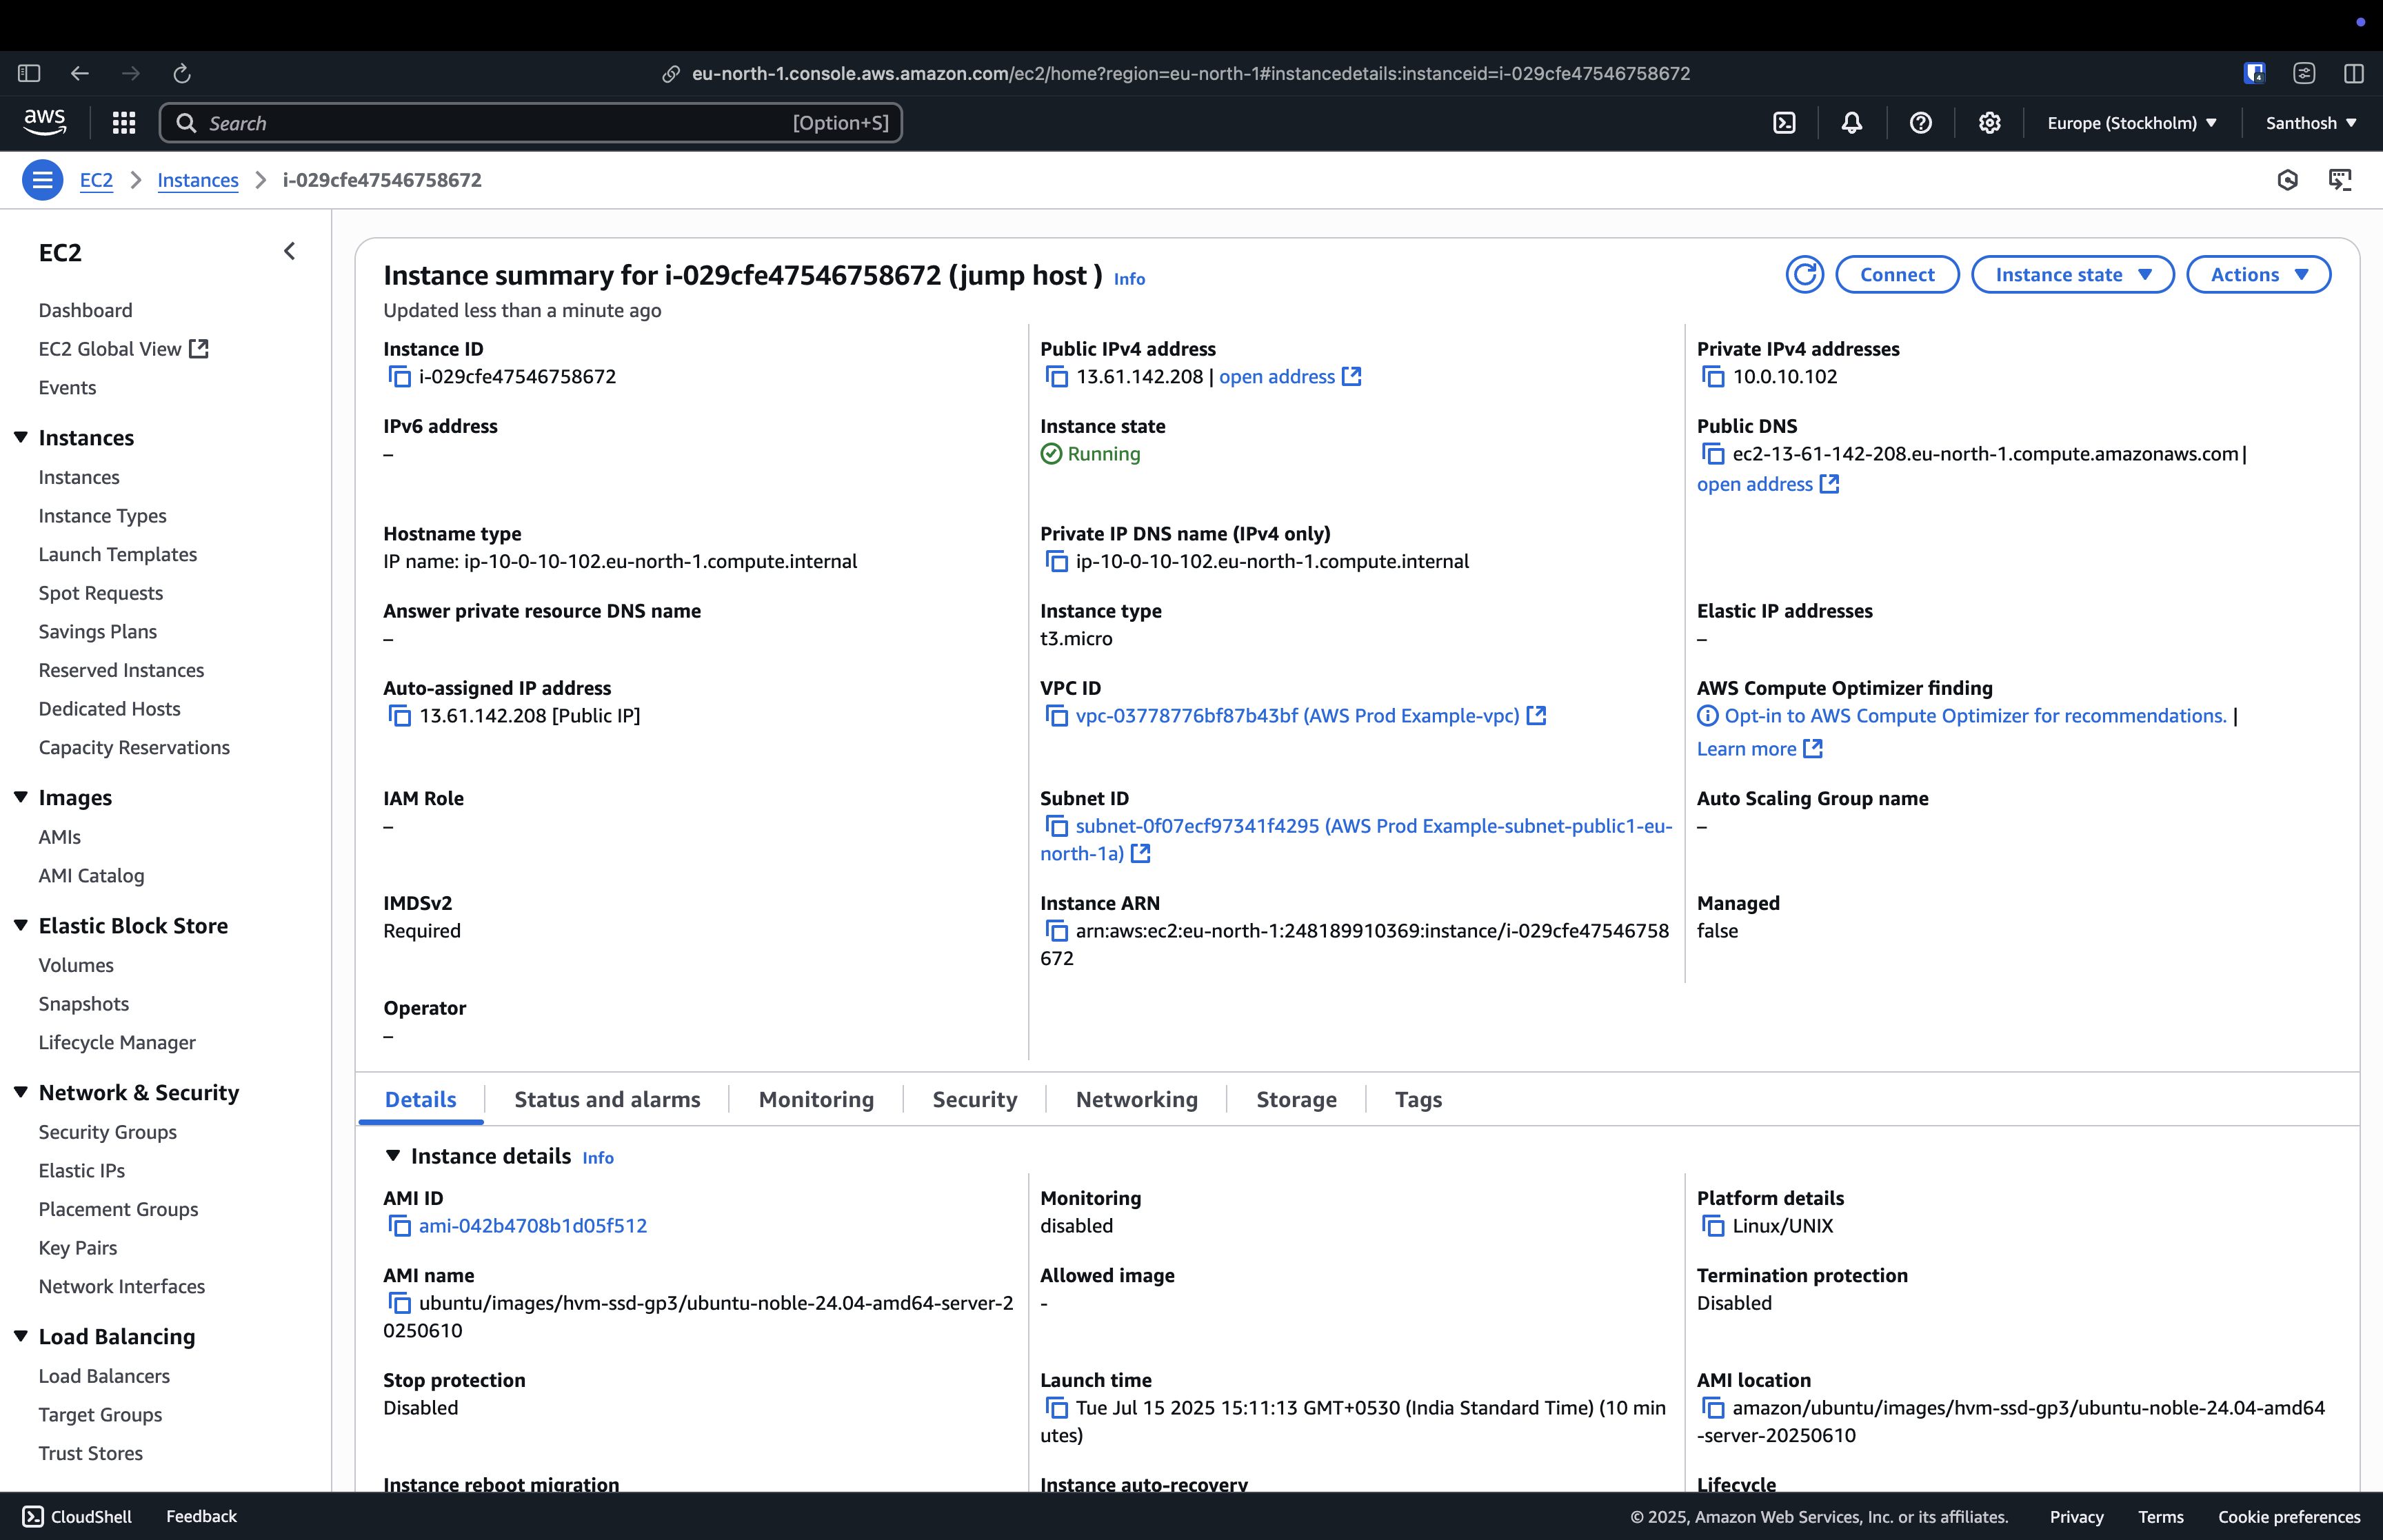 eu-north-1.console.aws.amazon.com/ec2/home?region=eu-north-1#instancedetails:instanceid=i-029cfe47546758672
4
aws
Search [Option+S]
Europe (Stockholm)
Santhosh
EC2 > Instances > i-029cfe47546758672
EC2
Dashboard
EC2 Global View
Events
Instances
Instances
Instance Types
Launch Templates
Spot Requests
Savings Plans
Reserved Instances
Dedicated Hosts
Capacity Reservations
Images
AMIs
AMI Catalog
Elastic Block Store
Volumes
Snapshots
Lifecycle Manager
Network & Security
Security Groups
Elastic IPs
Placement Groups
Key Pairs
Network Interfaces
Load Balancing
Load Balancers
Target Groups
Trust Stores
Instance summary for i-029cfe47546758672 (jump host ) Info
Updated less than a minute ago
Connect
Instance state
Actions
Instance ID
i-029cfe47546758672
Public IPv4 address
13.61.142.208 | open address
Private IPv4 addresses
10.0.10.102
IPv6 address
–
Instance state
Running
Public DNS
ec2-13-61-142-208.eu-north-1.compute.amazonaws.com |
open address
Hostname type
IP name: ip-10-0-10-102.eu-north-1.compute.internal
Private IP DNS name (IPv4 only)
ip-10-0-10-102.eu-north-1.compute.internal
Answer private resource DNS name
–
Instance type
t3.micro
Elastic IP addresses
–
Auto-assigned IP address
13.61.142.208 [Public IP]
VPC ID
vpc-03778776bf87b43bf (AWS Prod Example-vpc)
AWS Compute Optimizer finding
Opt-in to AWS Compute Optimizer for recommendations. |
Learn more
IAM Role
–
Subnet ID
subnet-0f07ecf97341f4295 (AWS Prod Example-subnet-public1-eu-
north-1a)
Auto Scaling Group name
–
IMDSv2
Required
Instance ARN
arn:aws:ec2:eu-north-1:248189910369:instance/i-029cfe47546758
672
Managed
false
Operator
–
Details
Status and alarms
Monitoring
Security
Networking
Storage
Tags
Instance details Info
AMI ID
ami-042b4708b1d05f512
Monitoring
disabled
Platform details
Linux/UNIX
AMI name
ubuntu/images/hvm-ssd-gp3/ubuntu-noble-24.04-amd64-server-2
0250610
Allowed image
-
Termination protection
Disabled
Stop protection
Disabled
Launch time
Tue Jul 15 2025 15:11:13 GMT+0530 (India Standard Time) (10 min
utes)
AMI location
amazon/ubuntu/images/hvm-ssd-gp3/ubuntu-noble-24.04-amd64
-server-20250610
Instance reboot migration
Instance auto-recovery
Lifecycle
CloudShell
Feedback
© 2025, Amazon Web Services, Inc. or its affiliates.
Privacy
Terms
Cookie preferences